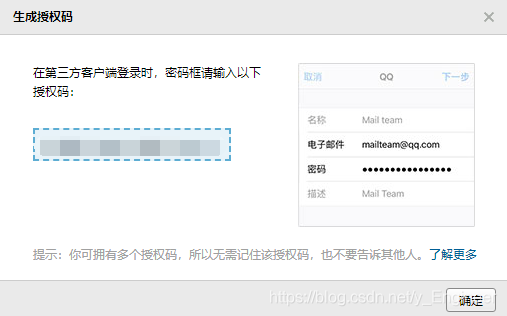 生成授权码
在第三方客户端登录时，密码框请输入以下
授权码：
取消 QQ 下一步
名称 Mail team
电子邮件 mailteam@qq.com
密码 ●●●●●●●●●●●●●●●●
描述 Mail Team
提示：你可拥有多个授权码，所以无需记住该授权码，也不要告诉其他人。了解更多
确定
https://blog.csdn.net/y_Engineer